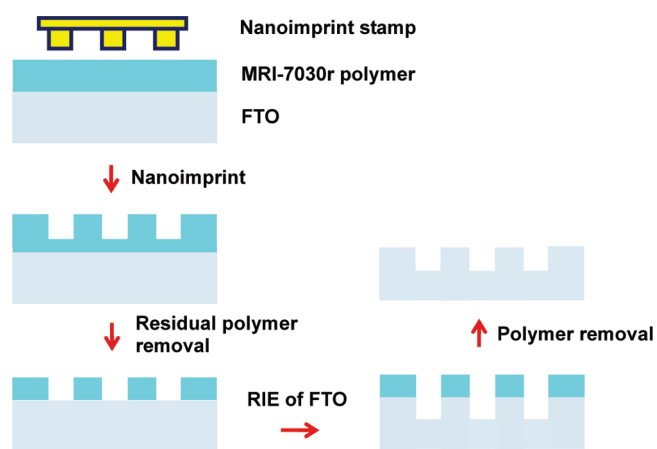 Nanoimprint stamp
MRI-7030r polymer
FTO
Nanoimprint
Residual polymer
removal
RIE of FTO
Polymer removal